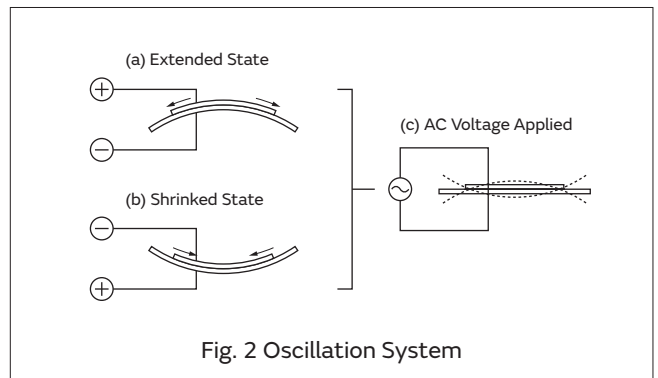 (a) Extended State
+
−
(b) Shrinked State
−
+
(c) AC Voltage Applied
~
Fig. 2 Oscillation System